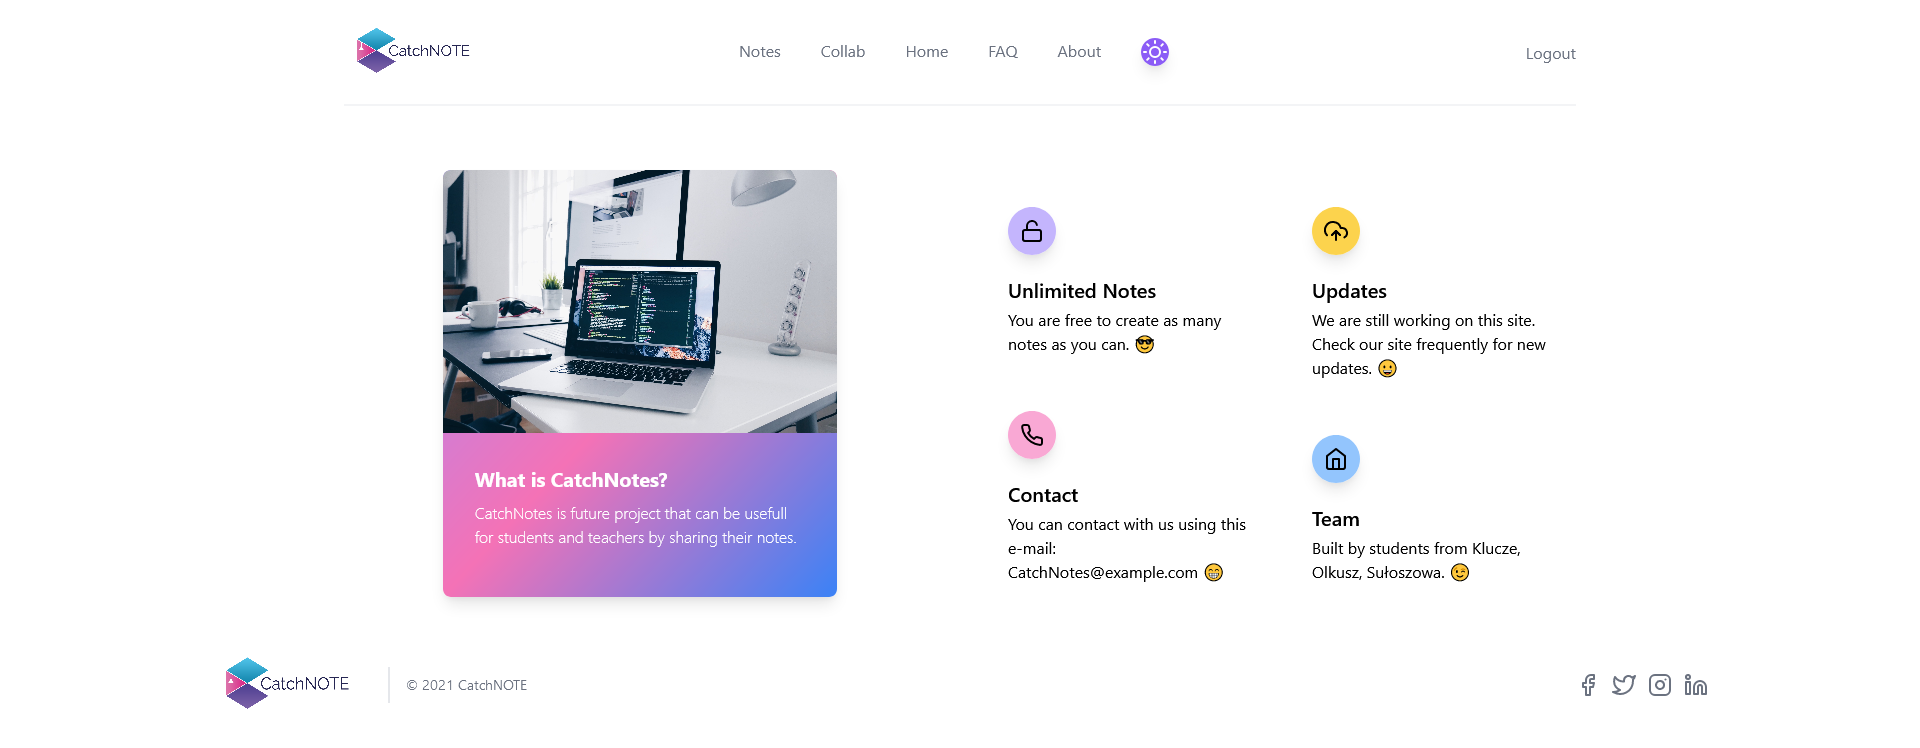 CatchNOTE
Notes
Collab
Home
FAQ
About
Logout
What is CatchNotes?
CatchNotes is future project that can be usefull
for students and teachers by sharing their notes.
Unlimited Notes
You are free to create as many
notes as you can. 😎
Updates
We are still working on this site.
Check our site frequently for new
updates. 😀
Contact
You can contact with us using this
e-mail:
CatchNotes@example.com 😁
Team
Built by students from Klucze,
Olkusz, Sułoszowa. 😉
CatchNOTE
© 2021 CatchNOTE